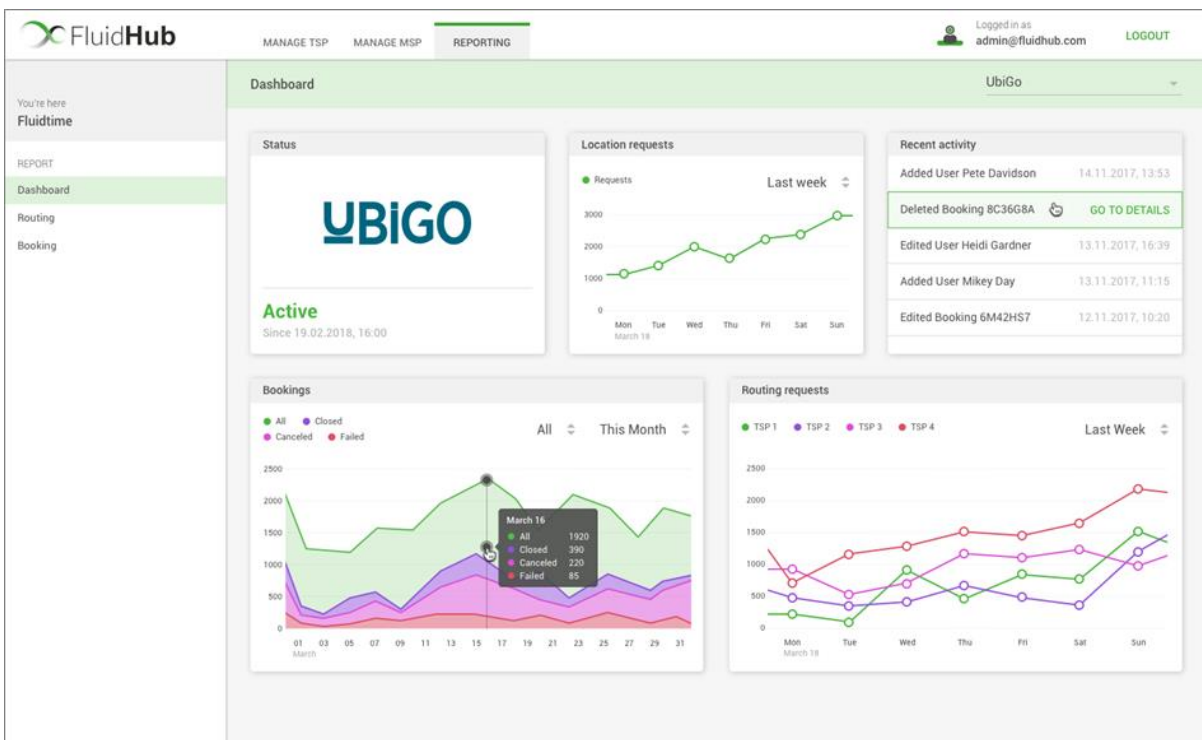 FluidHub
MANAGE TSP
MANAGE MSP
REPORTING
Logged in as
admin@fluidhub.com
LOGOUT
You're here
Fluidtime
REPORT
Dashboard
Routing
Booking
Dashboard
UbiGo
Status
UBiGO
Active
Since 19.02.2018, 16:00
Location requests
Requests
Last week
3000
2000
1000
0
Mon Tue Wed Thu Fri Sat Sun
March 18
Recent activity
Added User Pete Davidson 14.11.2017, 13:53
Deleted Booking 8C36G8A GO TO DETAILS
Edited User Heidi Gardner 13.11.2017, 16:39
Added User Mikey Day 13.11.2017, 11:15
Edited Booking 6M42HS7 12.11.2017, 10:20
Bookings
All Closed
Canceled Failed
All
This Month
2500
2000
1500
1000
500
0
March 16
All 1920
Closed 390
Canceled 220
Failed 85
01 03 05 07 09 11 13 15 17 19 21 23 25 27 29 31
March
Routing requests
TSP 1 TSP 2 TSP 3 TSP 4
Last Week
2500
2000
1500
1000
500
0
Mon Tue Wed Thu Fri Sat Sun
March 18